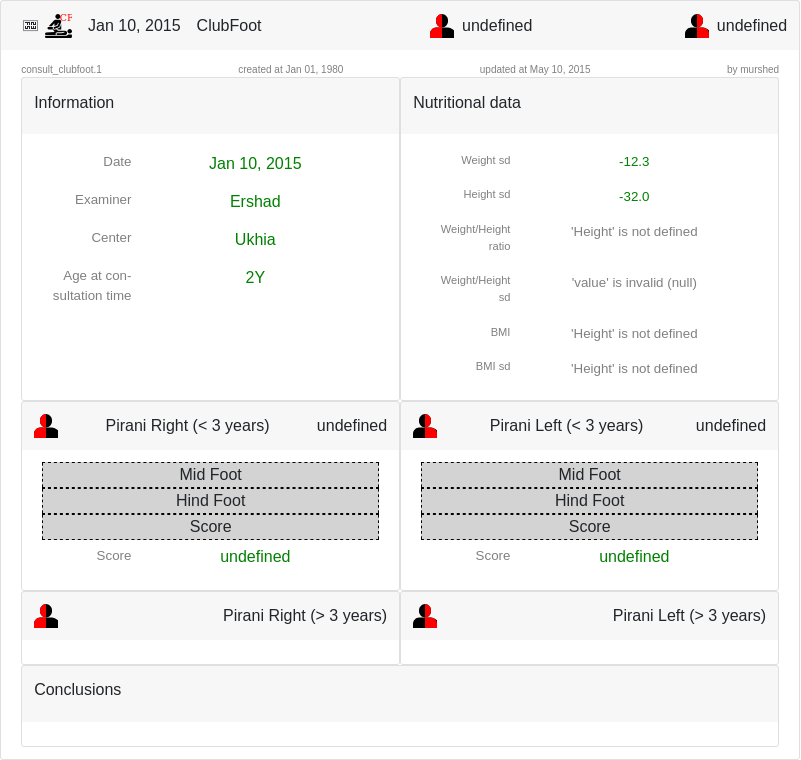 CF Jan 10, 2015 ClubFoot undefined undefined
consult_clubfoot.1 created at Jan 01, 1980 updated at May 10, 2015 by murshed
Information
Date Jan 10, 2015
Examiner Ershad
Center Ukhia
Age at con-
sultation time 2Y
Nutritional data
Weight sd -12.3
Height sd -32.0
Weight/Height
ratio 'Height' is not defined
Weight/Height
sd 'value' is invalid (null)
BMI 'Height' is not defined
BMI sd 'Height' is not defined
Pirani Right (< 3 years) undefined
Mid Foot
Hind Foot
Score
Score undefined
Pirani Left (< 3 years) undefined
Mid Foot
Hind Foot
Score
Score undefined
Pirani Right (> 3 years)
Pirani Left (> 3 years)
Conclusions